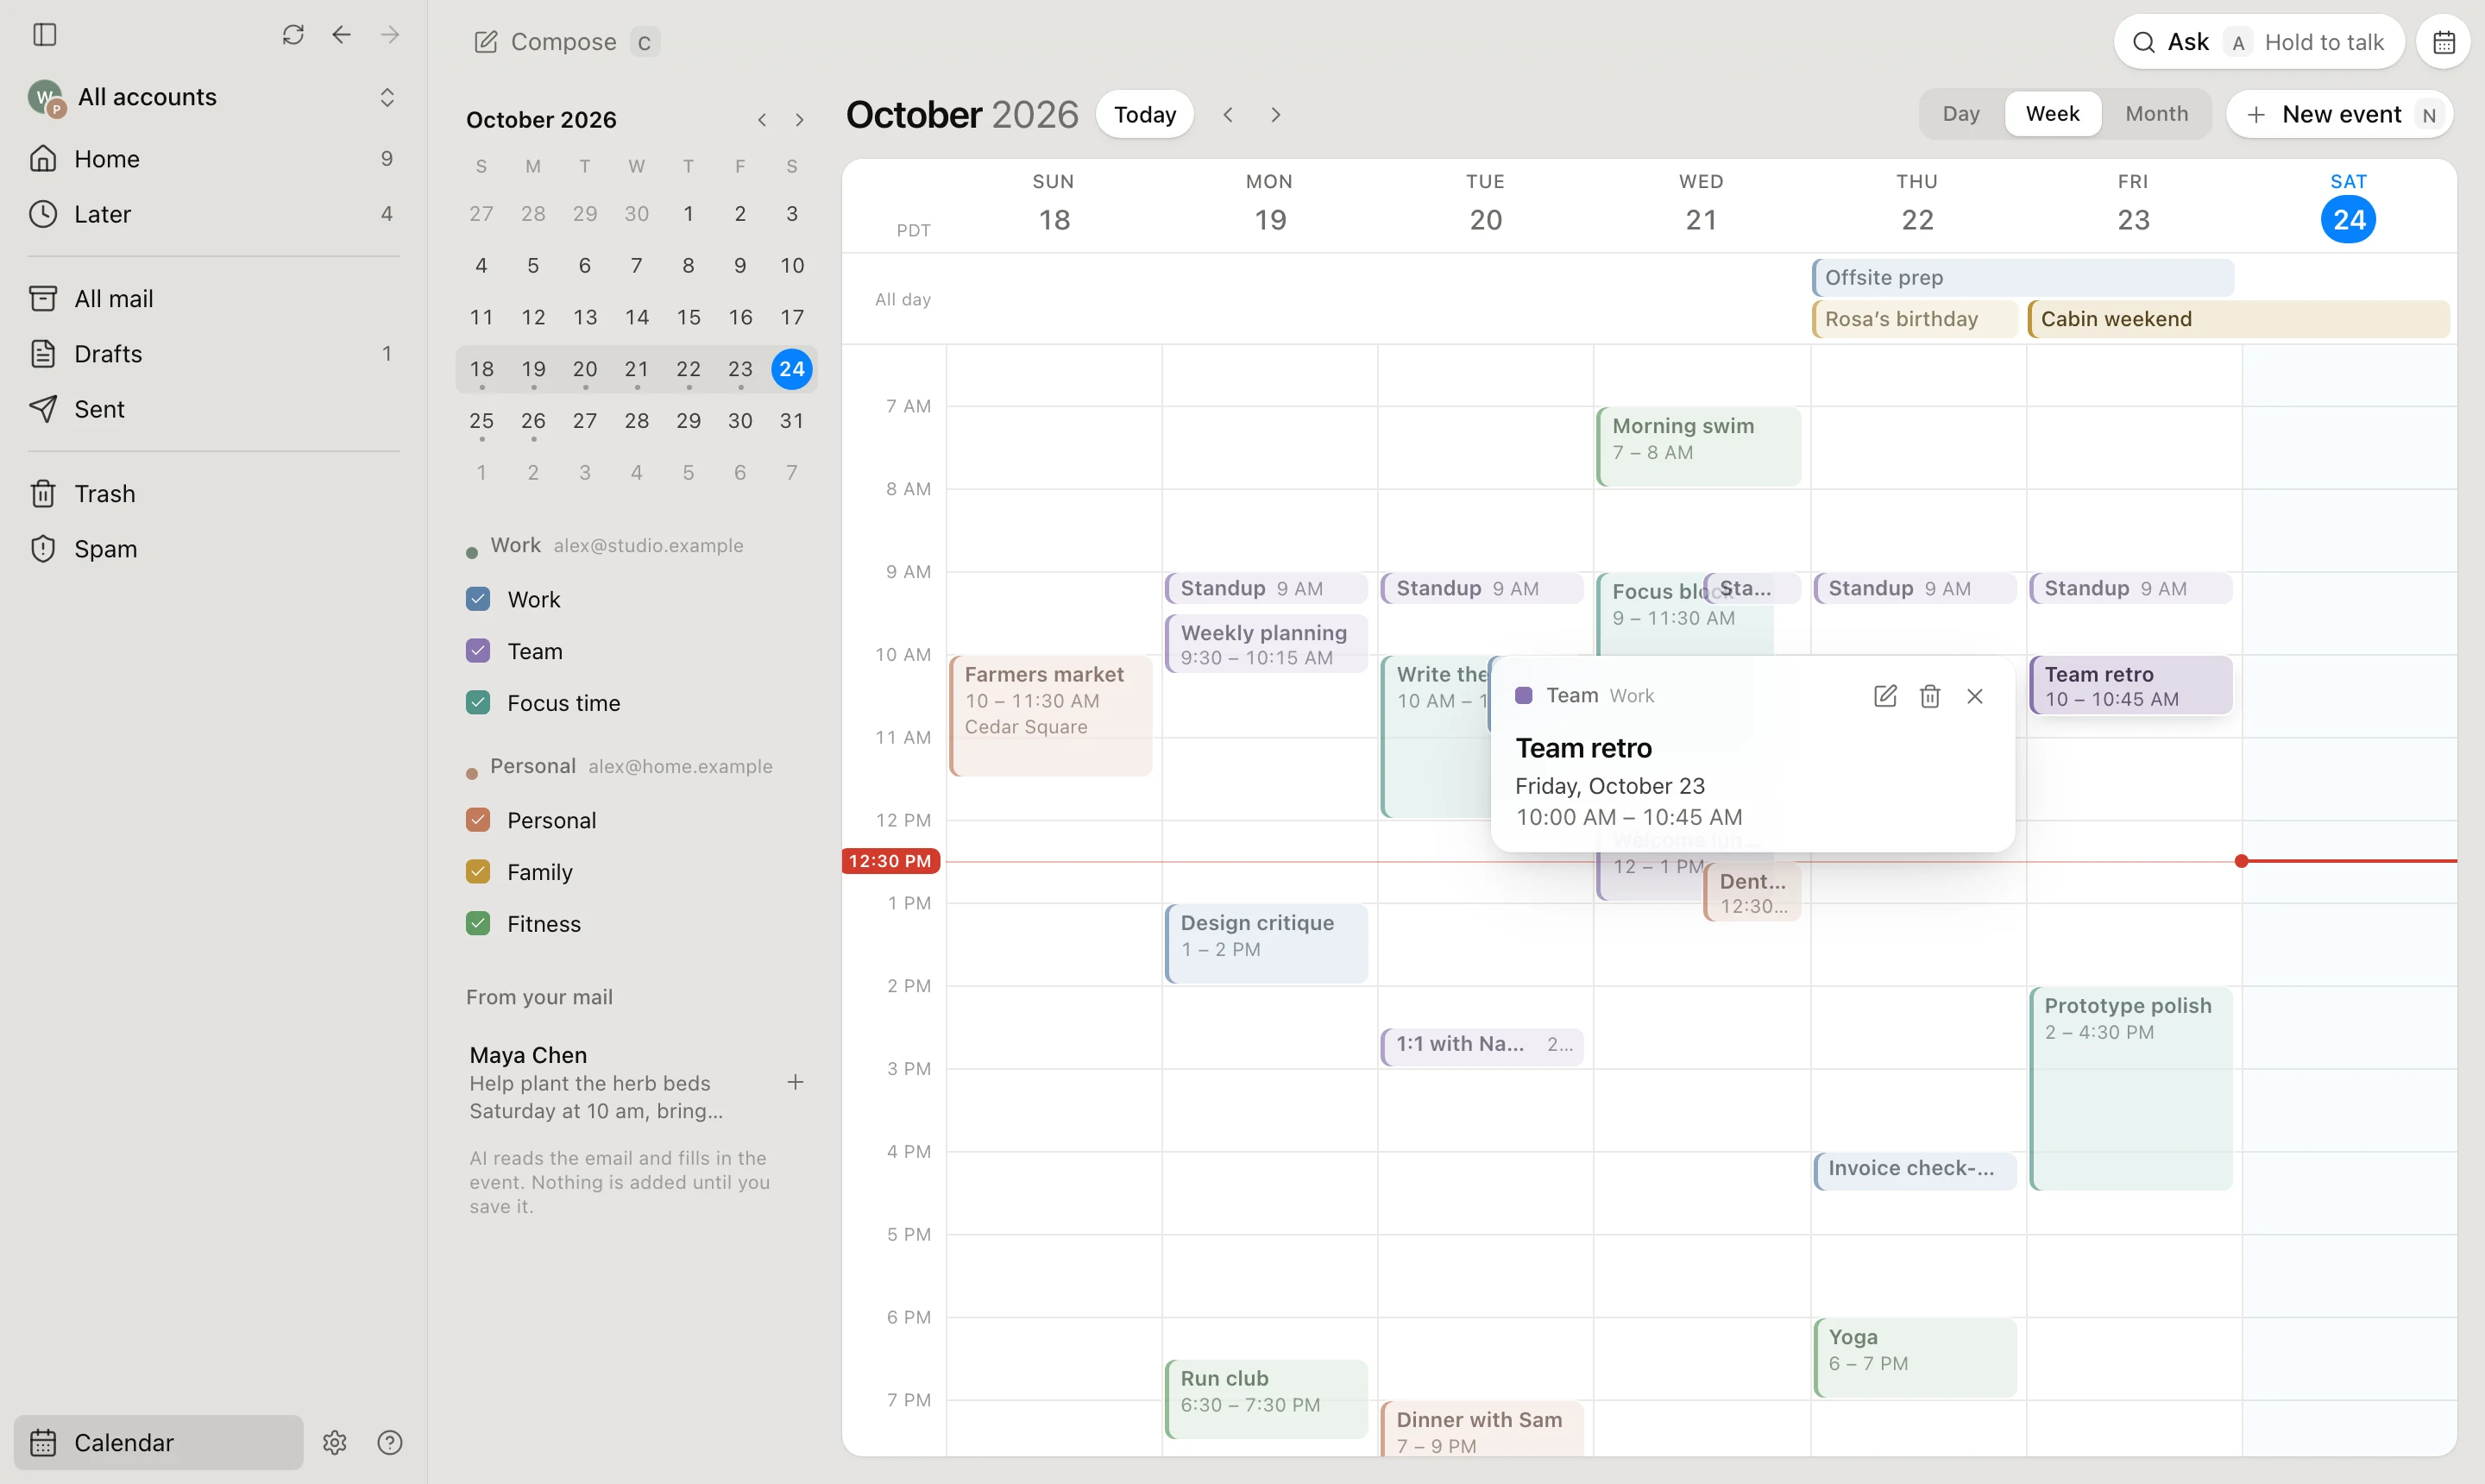 W
P
All accounts
Home 9
Later 4
All mail
Drafts 1
Sent
Trash
Spam
Calendar
Compose C
October 2026
S M T W T F S
27 28 29 30 1 2 3
4 5 6 7 8 9 10
11 12 13 14 15 16 17
18 19 20 21 22 23 24
25 26 27 28 29 30 31
1 2 3 4 5 6 7
Work alex@studio.example
Work
Team
Focus time
Personal alex@home.example
Personal
Family
Fitness
From your mail
Maya Chen
Help plant the herb beds
Saturday at 10 am, bring...
AI reads the email and fills in the
event. Nothing is added until you
save it.
Ask A Hold to talk
October 2026 Today
Day Week Month
New event N
PDT
SUN 18
MON 19
TUE 20
WED 21
THU 22
FRI 23
SAT 24
All day
Offsite prep
Rosa's birthday
Cabin weekend
7 AM
8 AM
9 AM
10 AM
11 AM
12 PM
12:30 PM
1 PM
2 PM
3 PM
4 PM
5 PM
6 PM
7 PM
Farmers market
10 – 11:30 AM
Cedar Square
Standup 9 AM
Weekly planning
9:30 – 10:15 AM
Design critique
1 – 2 PM
Run club
6:30 – 7:30 PM
Standup 9 AM
Write the
10 AM – 1
1:1 with Na... 2...
Dinner with Sam
7 – 9 PM
Morning swim
7 – 8 AM
Focus block
9 – 11:30 AM
Sta...
Welcome lun...
12 – 1 PM
Dent...
12:30...
Standup 9 AM
Invoice check-...
Yoga
6 – 7 PM
Standup 9 AM
Team retro
10 – 10:45 AM
Prototype polish
2 – 4:30 PM
Team Work
Team retro
Friday, October 23
10:00 AM – 10:45 AM